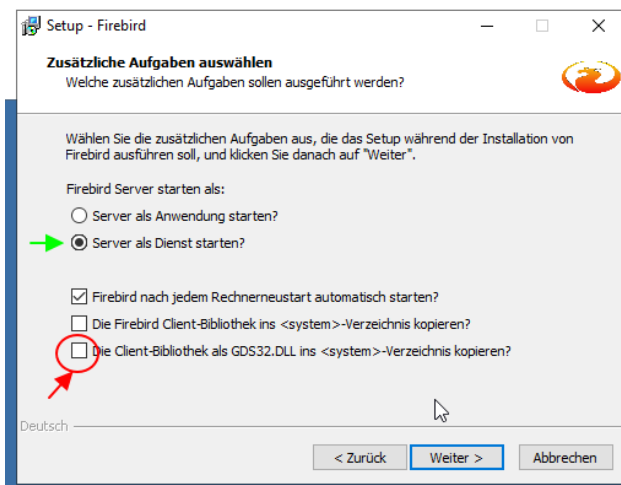 Setup - Firebird
Zusätzliche Aufgaben auswählen
Welche zusätzlichen Aufgaben sollen ausgeführt werden?
Wählen Sie die zusätzlichen Aufgaben aus, die das Setup während der Installation von
Firebird ausführen soll, und klicken Sie danach auf "Weiter".
Firebird Server starten als:
Server als Anwendung starten?
Server als Dienst starten?
Firebird nach jedem Rechnerneustart automatisch starten?
Die Firebird Client-Bibliothek ins <system>-Verzeichnis kopieren?
Die Client-Bibliothek als GDS32.DLL ins <system>-Verzeichnis kopieren?
Deutsch
< Zurück
Weiter >
Abbrechen